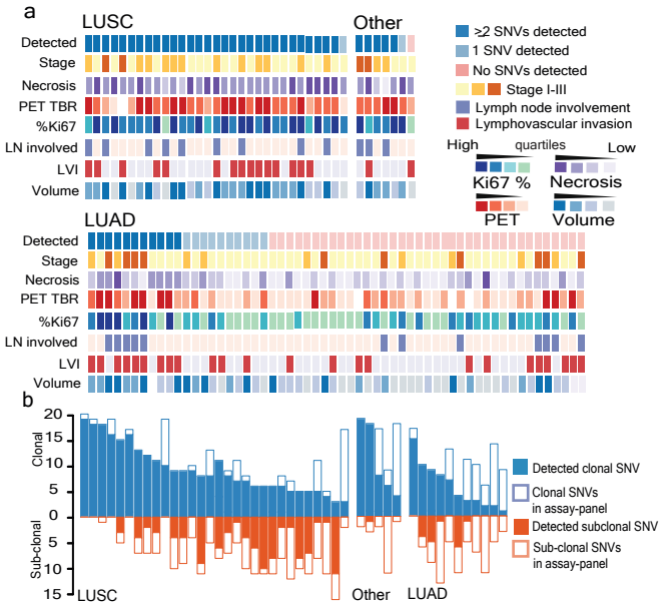 a
LUSC
Other
Detected
Stage
Necrosis
PET TBR
%Ki67
LN involved
LVI
Volume
≥2 SNVs detected
1 SNV detected
No SNVs detected
Stage I-III
Lymph node involvement
Lymphovascular invasion
High quartiles Low
Ki67 % Necrosis
PET Volume
LUAD
Detected
Stage
Necrosis
PET TBR
%Ki67
LN involved
LVI
Volume
b
20
15
10
5
0
5
10
15
Clonal
Sub-clonal
LUSC
Other
LUAD
Detected clonal SNV
Clonal SNVs
in assay-panel
Detected subclonal SNV
Sub-clonal SNVs
in assay-panel